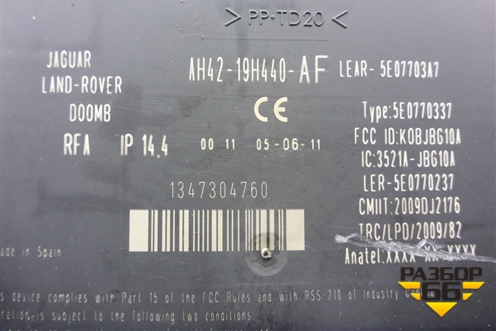 >PP-TD20<
JAGUAR AH42-19H440-AF LEAR- 5E07703A7
LAND-ROVER
DOOMB CE Type:5E0770337
RFA IP 14.4 00 11 05-06-11 FCC ID:KOBJBG10A
IC:3521A-JBG10A
1347304760 LER-5E0770237
CMIIT:2009DJ2176
TRC/LPD/2009/82
Anatel:XXXX-XX-XXXX
in Spain
device complies with Part 15 of the FCC Rules and with RSS-210 of Industry
is subject to the following two conditions:
РАЗБОР
66